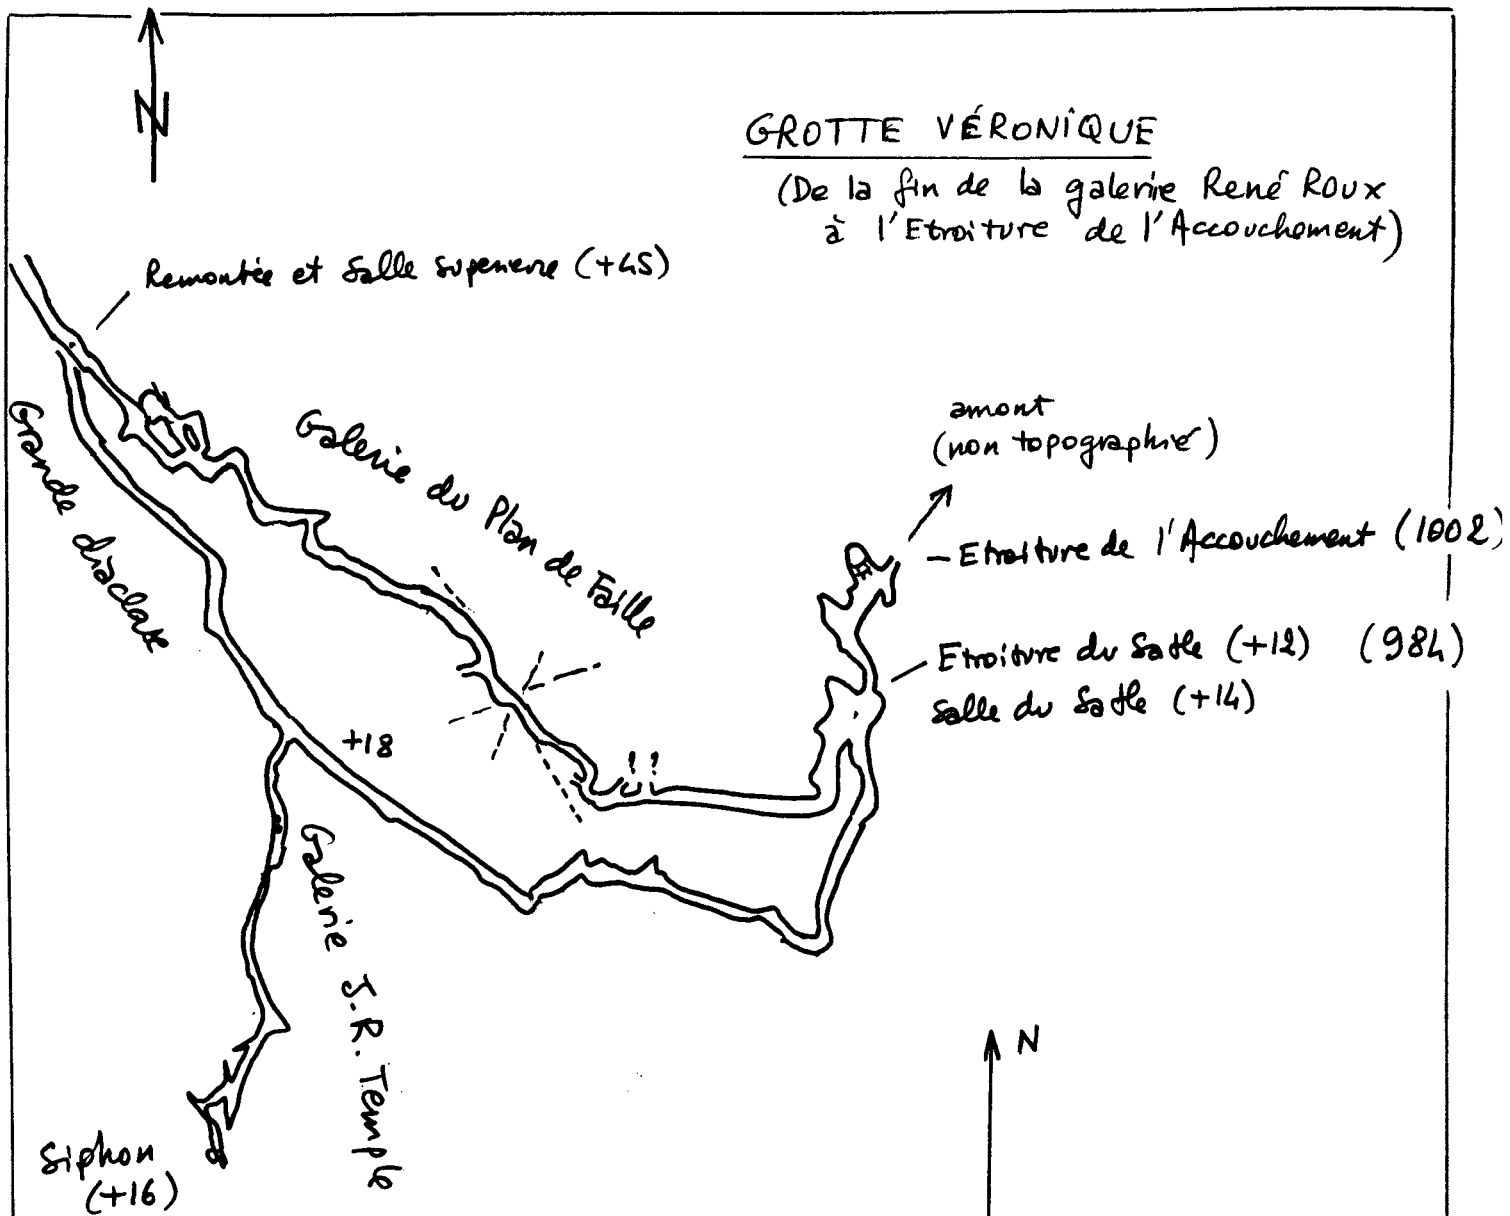 N
GROTTE VÉRONIQUE
(De la fin de la galerie René ROUX
à l'Etroiture de l'Accouchement)
Remontée et Salle superieure (+45)
Grande diaclase
Galerie du Plan de Faille
amont
(non topographié)
Etroiture de l'Accouchement (1002)
Etroiture du Sable (+12) (984)
Salle du Sable (+14)
+18
! ?
Galerie J.R. Temple
Siphon
(+16)
N